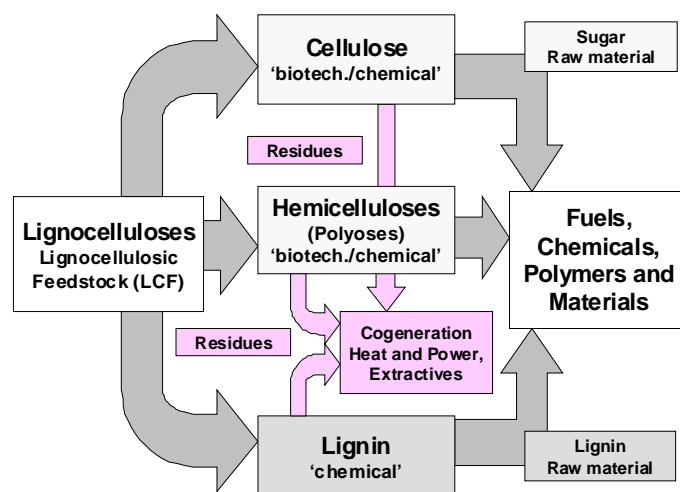 Cellulose
‘biotech./chemical’
Sugar
Raw material
Residues
Lignocelluloses
Lignocellulosic
Feedstock (LCF)
Hemicelluloses
(Polyoses)
‘biotech./chemical’
Fuels,
Chemicals,
Polymers and
Materials
Residues
Cogeneration
Heat and Power,
Extractives
Lignin
‘chemical’
Lignin
Raw material